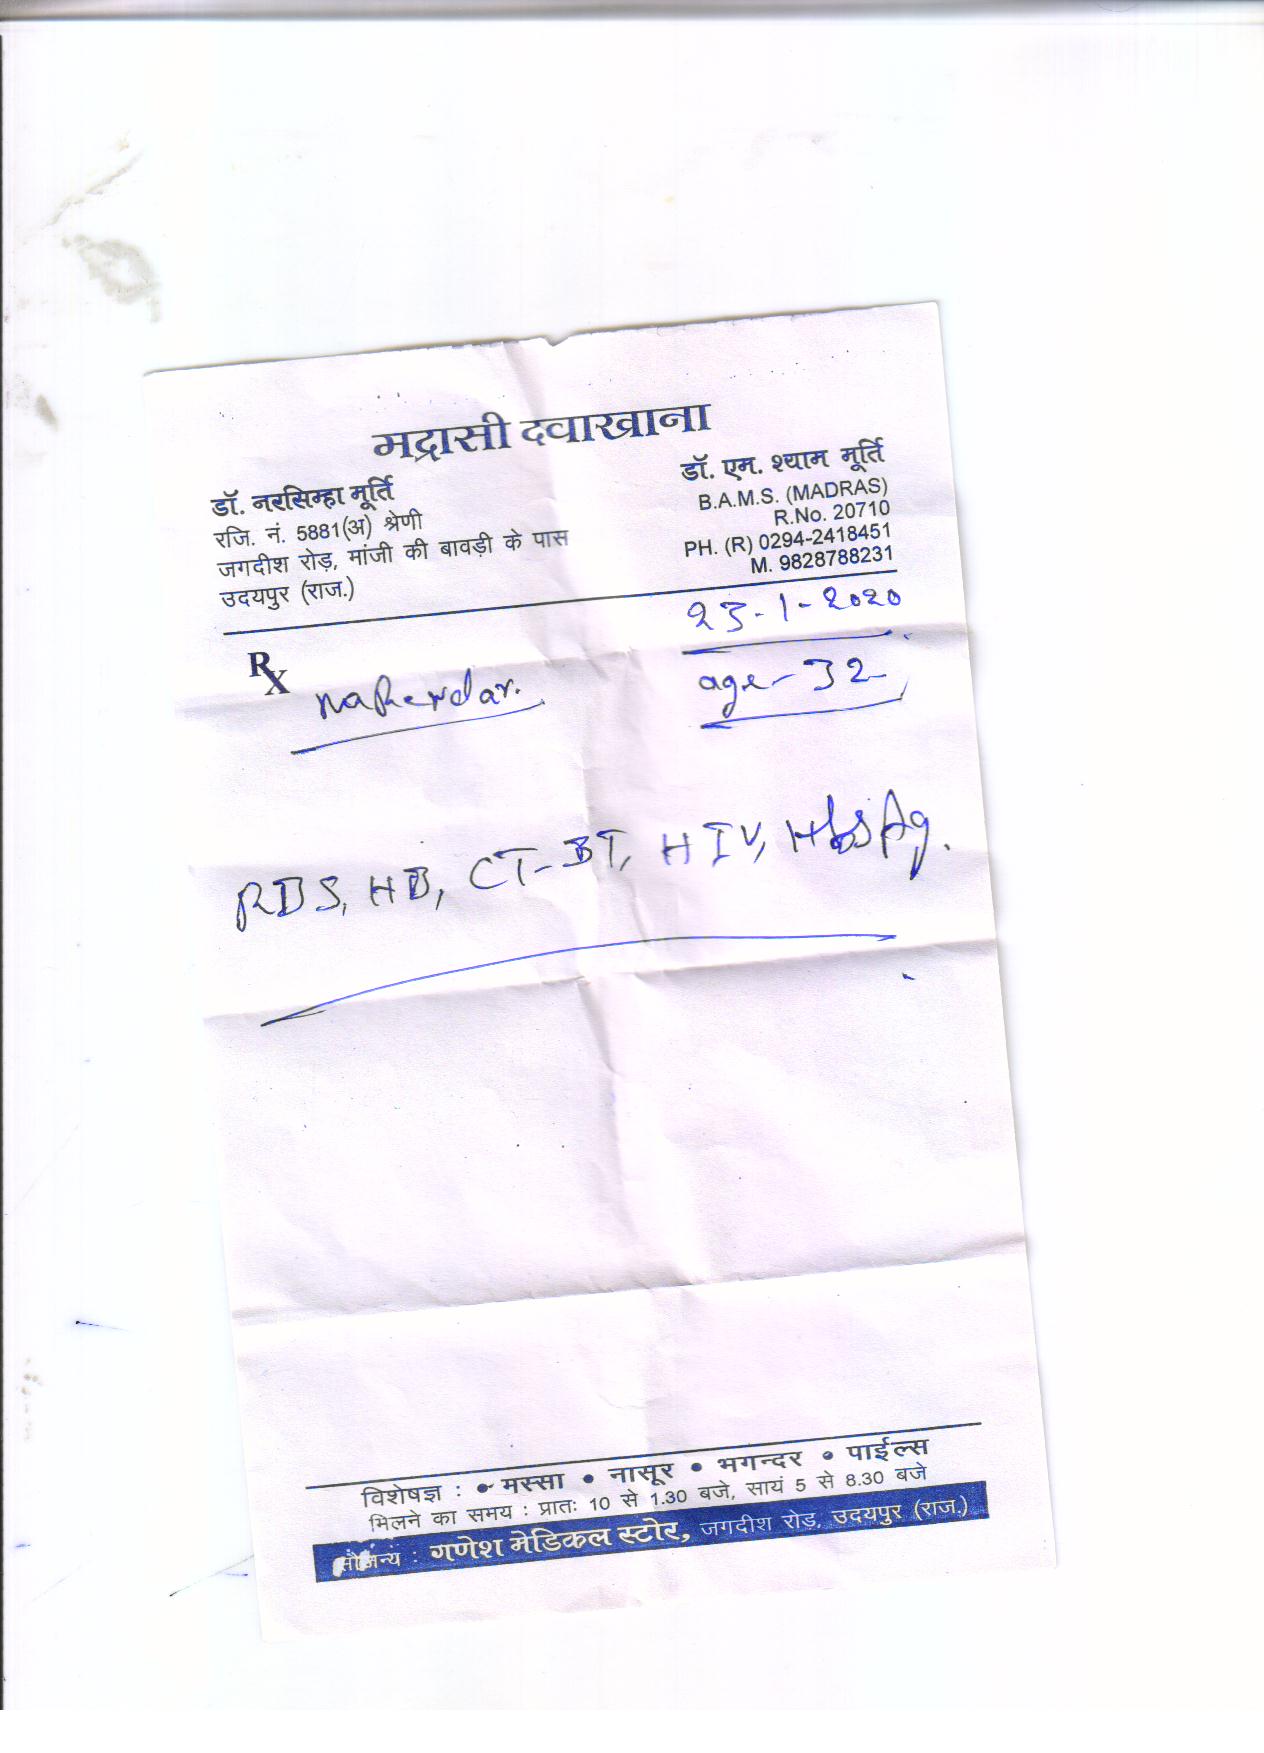 मद्रासी दवाखाना
डॉ. नरसिम्हा मूर्ति
रजि. नं. 5881(अ) श्रेणी
जगदीश रोड़, मांजी की बावड़ी के पास
उदयपुर (राज.)
डॉ. एम. श्याम मूर्ति
B.A.M.S. (MADRAS)
R.No. 20710
PH. (R) 0294-2418451
M. 9828788231
23-1-2020
Rx
age- 32
RBS, HB, CT-BT, HIV, HbsAg.
विशेषज्ञ : • मस्सा • नासूर • भगन्दर • पाईल्स
मिलने का समय : प्रातः 10 से 1.30 बजे, सायं 5 से 8.30 बजे
सौजन्य : गणेश मेडिकल स्टोर, जगदीश रोड़, उदयपुर (राज.)